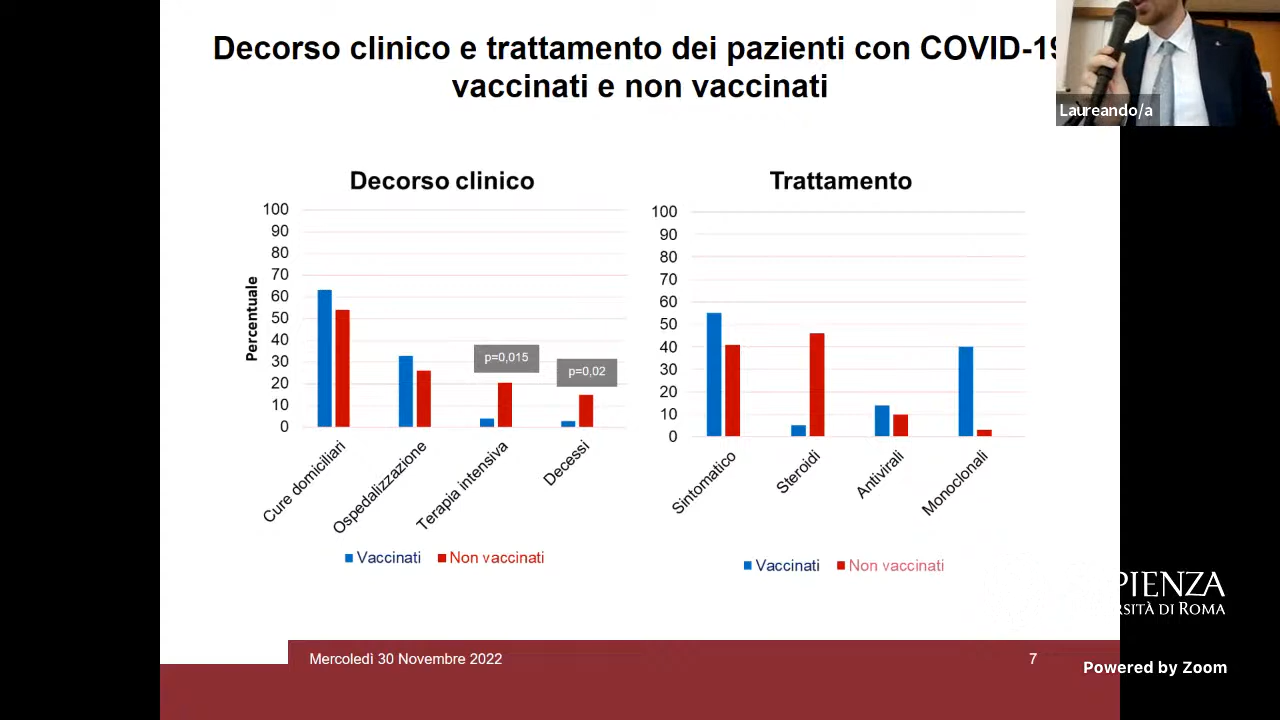 Decorso clinico e trattamento dei pazienti con COVID-19
vaccinati e non vaccinati
Laureando/a
Decorso clinico
Percentuale
100
90
80
70
60
50
40
30
20
10
0
p=0,015
p=0,02
Cure domiciliari
Ospedalizzazione
Terapia intensiva
Decessi
Vaccinati
Non vaccinati
Trattamento
100
90
80
70
60
50
40
30
20
10
0
Sintomatico
Steroidi
Antivirali
Monoclonali
Vaccinati
Non vaccinati
PIENZA
RSITÀ DI ROMA
Mercoledì 30 Novembre 2022
7
Powered by Zoom